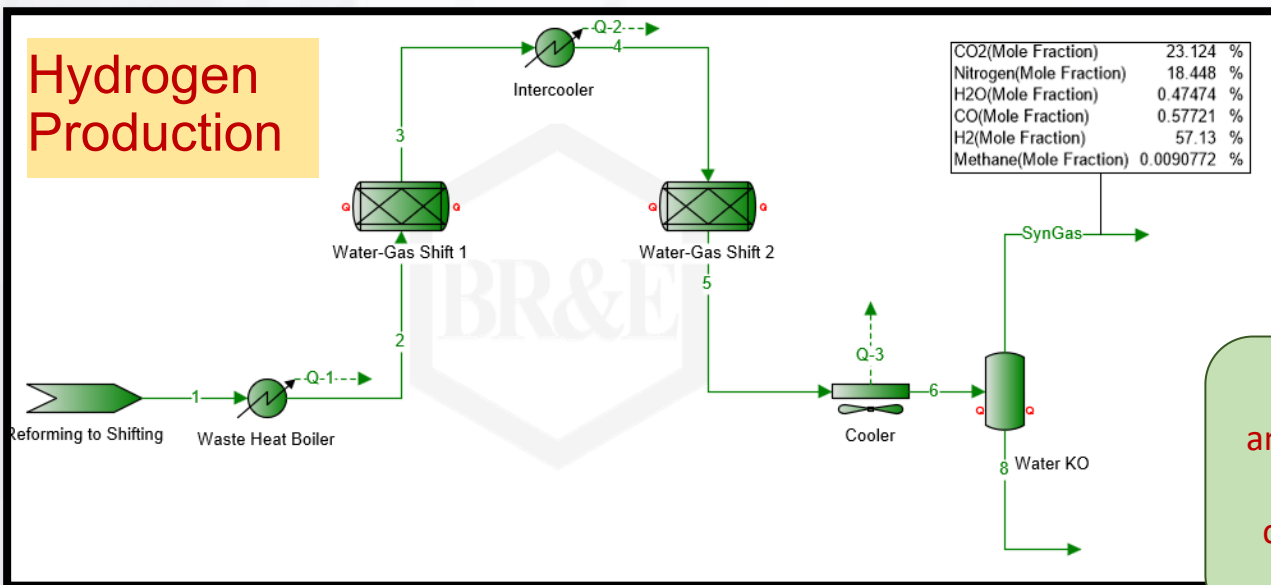 Hydrogen
Production
Q-2
4
Intercooler
CO2(Mole Fraction) 23.124 %
Nitrogen(Mole Fraction) 18.448 %
H2O(Mole Fraction) 0.47474 %
CO(Mole Fraction) 0.57721 %
H2(Mole Fraction) 57.13 %
Methane(Mole Fraction) 0.0090772 %
3
Q
Q
Water-Gas Shift 1
Q
Q
Water-Gas Shift 2
SynGas
BR&E
5
2
Q-1
1
Reforming to Shifting
Waste Heat Boiler
Q-3
6
Cooler
Q
Q
Water KO
8